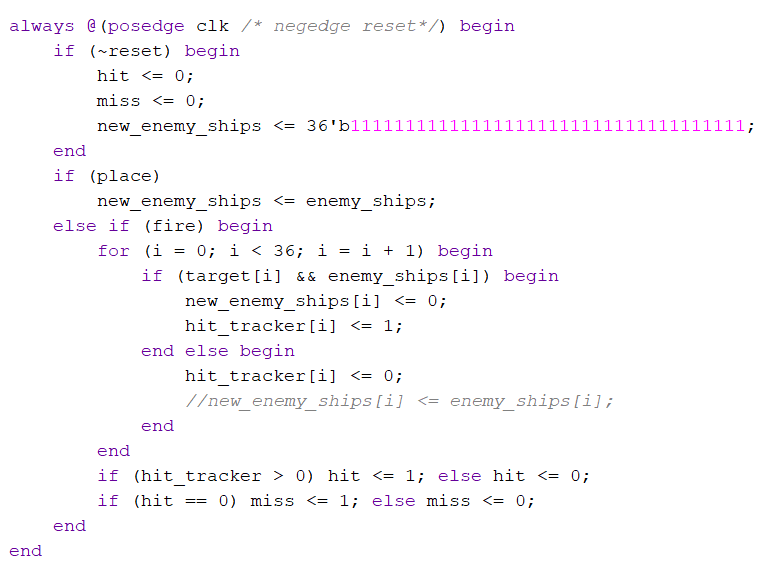 always @(posedge clk /* negedge reset*/) begin
    if (~reset) begin
        hit <= 0;
        miss <= 0;
        new_enemy_ships <= 36'b111111111111111111111111111111111111;
    end
    if (place)
        new_enemy_ships <= enemy_ships;
    else if (fire) begin
        for (i = 0; i < 36; i = i + 1) begin
            if (target[i] && enemy_ships[i]) begin
                new_enemy_ships[i] <= 0;
                hit_tracker[i] <= 1;
            end else begin
                hit_tracker[i] <= 0;
                //new_enemy_ships[i] <= enemy_ships[i];
            end
        end
        if (hit_tracker > 0) hit <= 1; else hit <= 0;
        if (hit == 0) miss <= 1; else miss <= 0;
    end
end